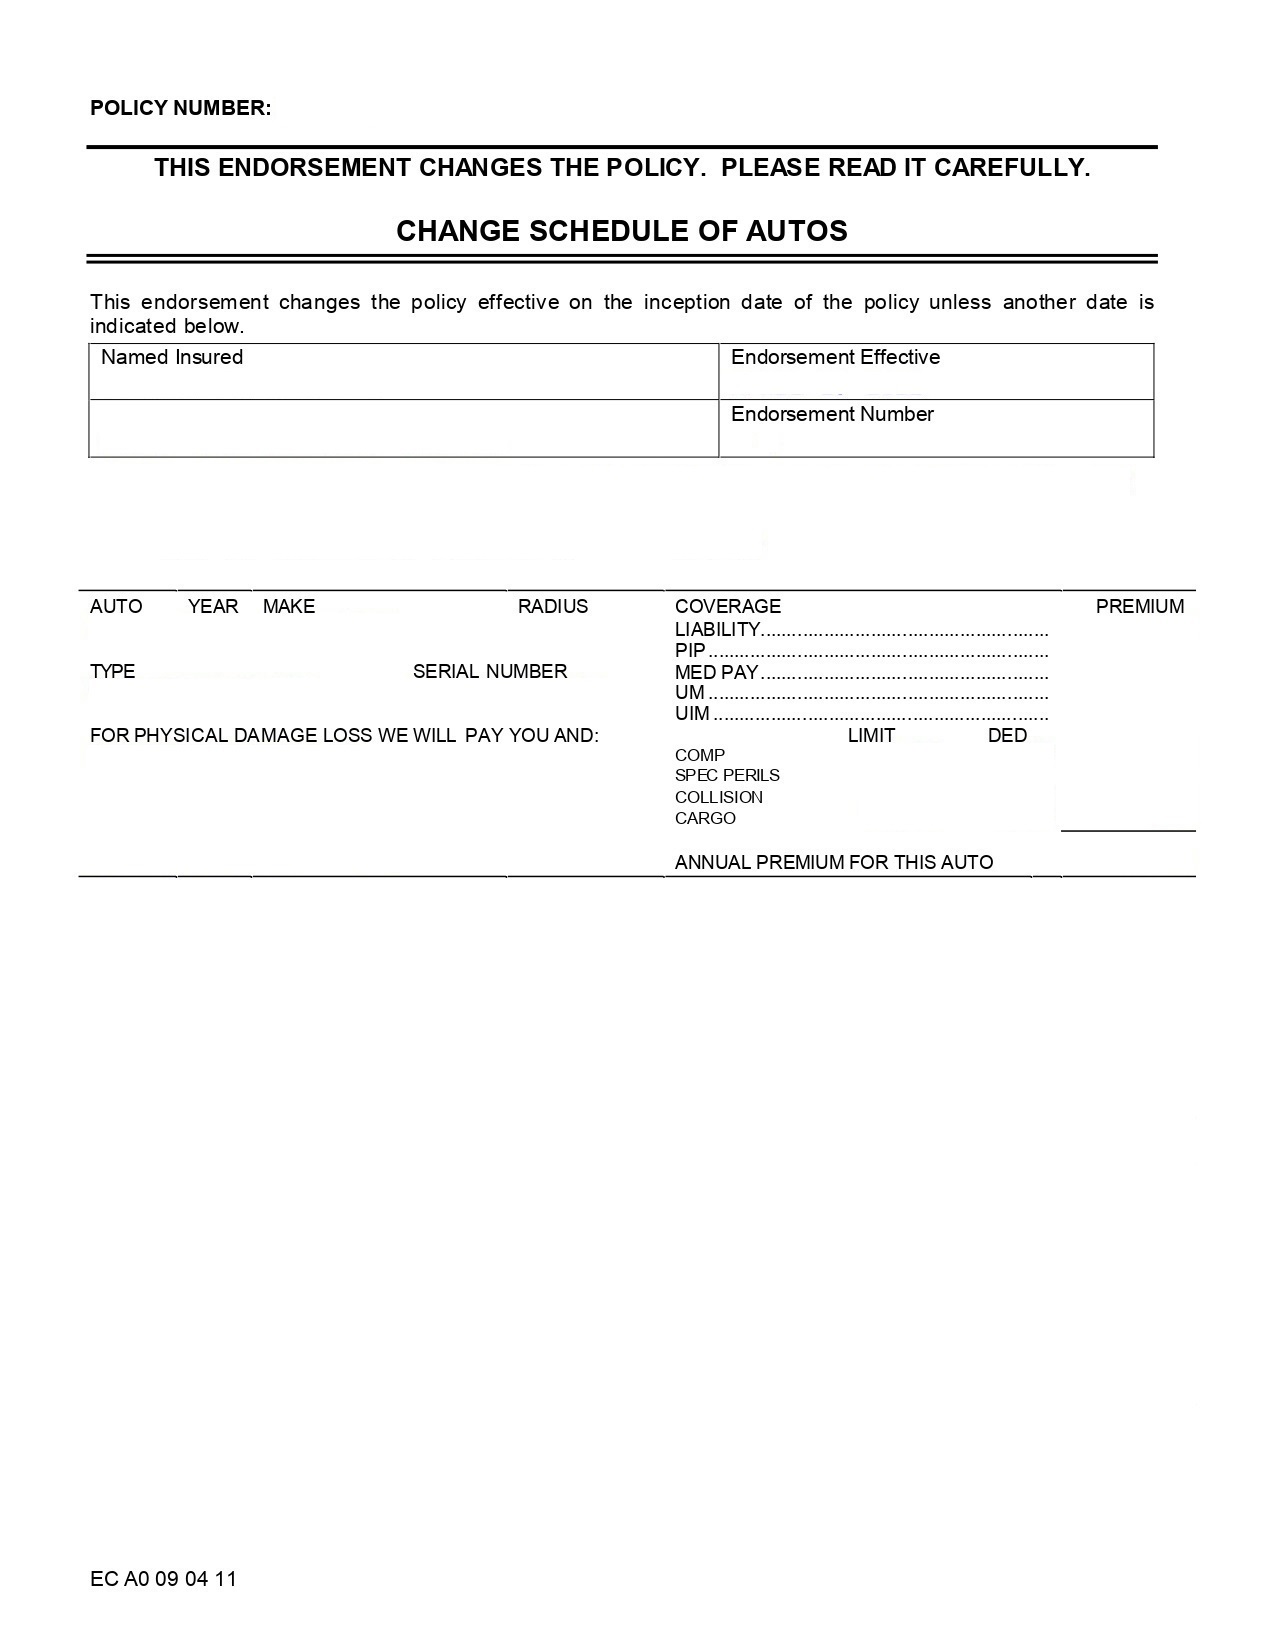 POLICY NUMBER:
THIS ENDORSEMENT CHANGES THE POLICY.  PLEASE READ IT CAREFULLY.
CHANGE SCHEDULE OF AUTOS
This endorsement changes the policy effective on the inception date of the policy unless another date is
indicated below.
Named Insured Endorsement Effective
Endorsement Number
AUTO YEAR MAKE RADIUS COVERAGE PREMIUM
LIABILITY.......................................................
PIP.................................................................
TYPE SERIAL NUMBER MED PAY.......................................................
UM.................................................................
UIM................................................................
FOR PHYSICAL DAMAGE LOSS WE WILL PAY YOU AND: LIMIT DED
COMP
SPEC PERILS
COLLISION
CARGO
ANNUAL PREMIUM FOR THIS AUTO
EC A0 09 04 11